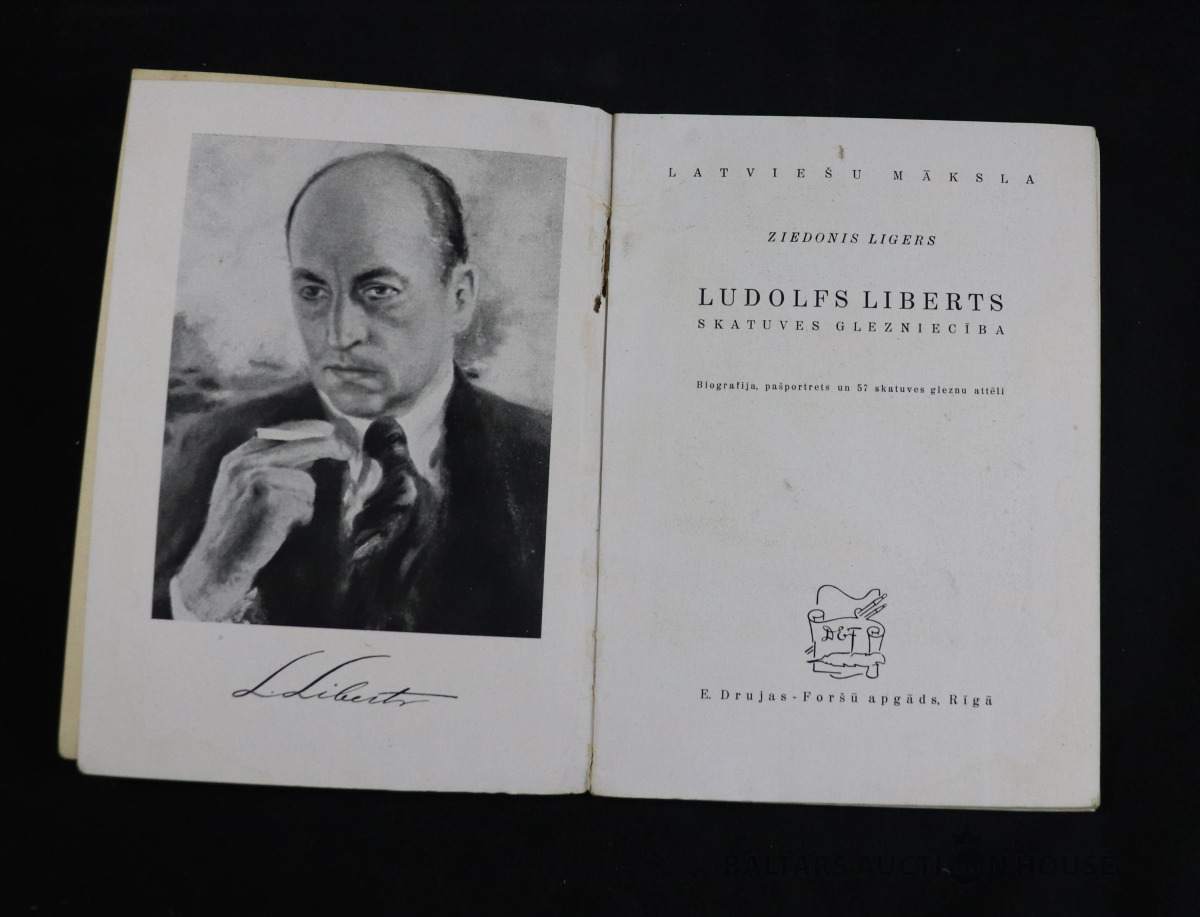 L. Liberts
LATVIEŠU MĀKSLA
ZIEDONIS LIGERS
LUDOLFS LIBERTS
SKATUVES GLEZNIECĪBA
Biografija, pašportrets un 57 skatuves gleznu attēli
D&F
E. Drujas-Foršū apgāds, Rīgā
BALTARS AUCTION HOUSE